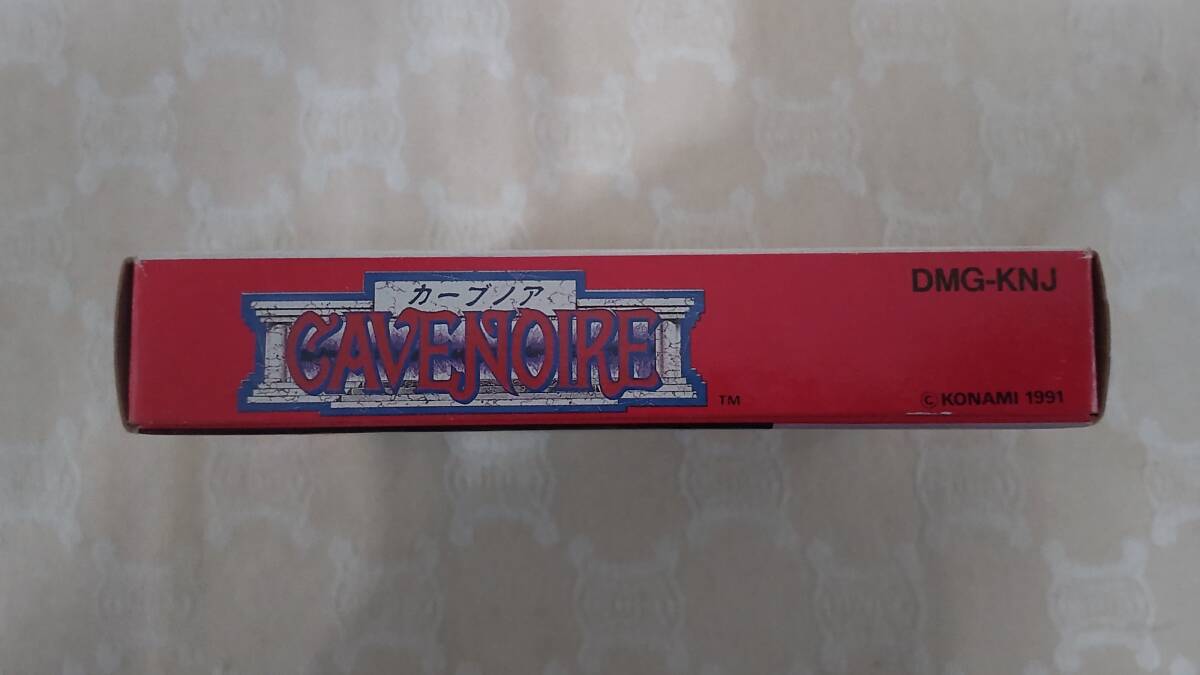 カーブノア
CAVENOIRE
TM
DMG-KNJ
© KONAMI 1991